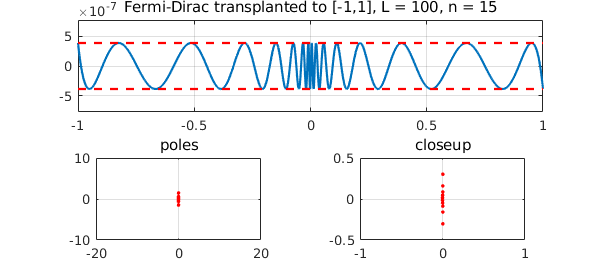 ×10⁻⁷ Fermi-Dirac transplanted to [-1,1], L = 100, n = 15
5
0
-5
-1 -0.5 0 0.5 1
poles closeup
10 0.5
0 0
-10 -0.5
-20 0 20 -1 0 1